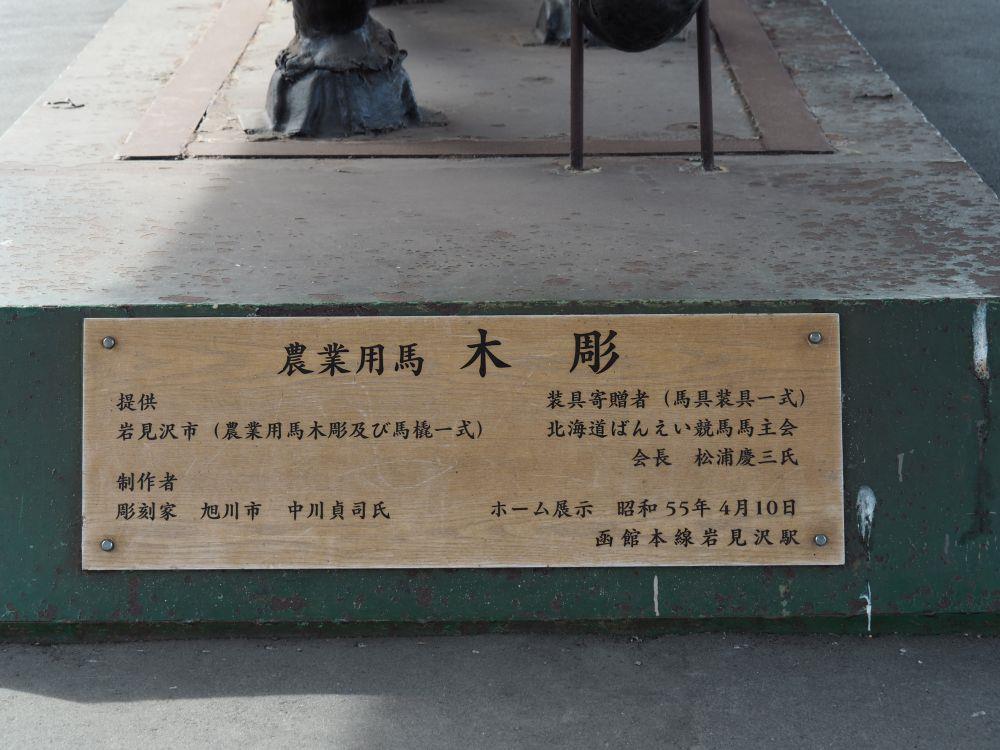 農業用馬 木 彫
提供
岩見沢市（農業用馬木彫及び馬橇一式）
制作者
彫刻家 旭川市 中川貞司氏
装具寄贈者（馬具装具一式）
北海道ばんえい競馬馬主会
会長 松浦慶三氏
ホーム展示 昭和55年4月10日
函館本線岩見沢駅